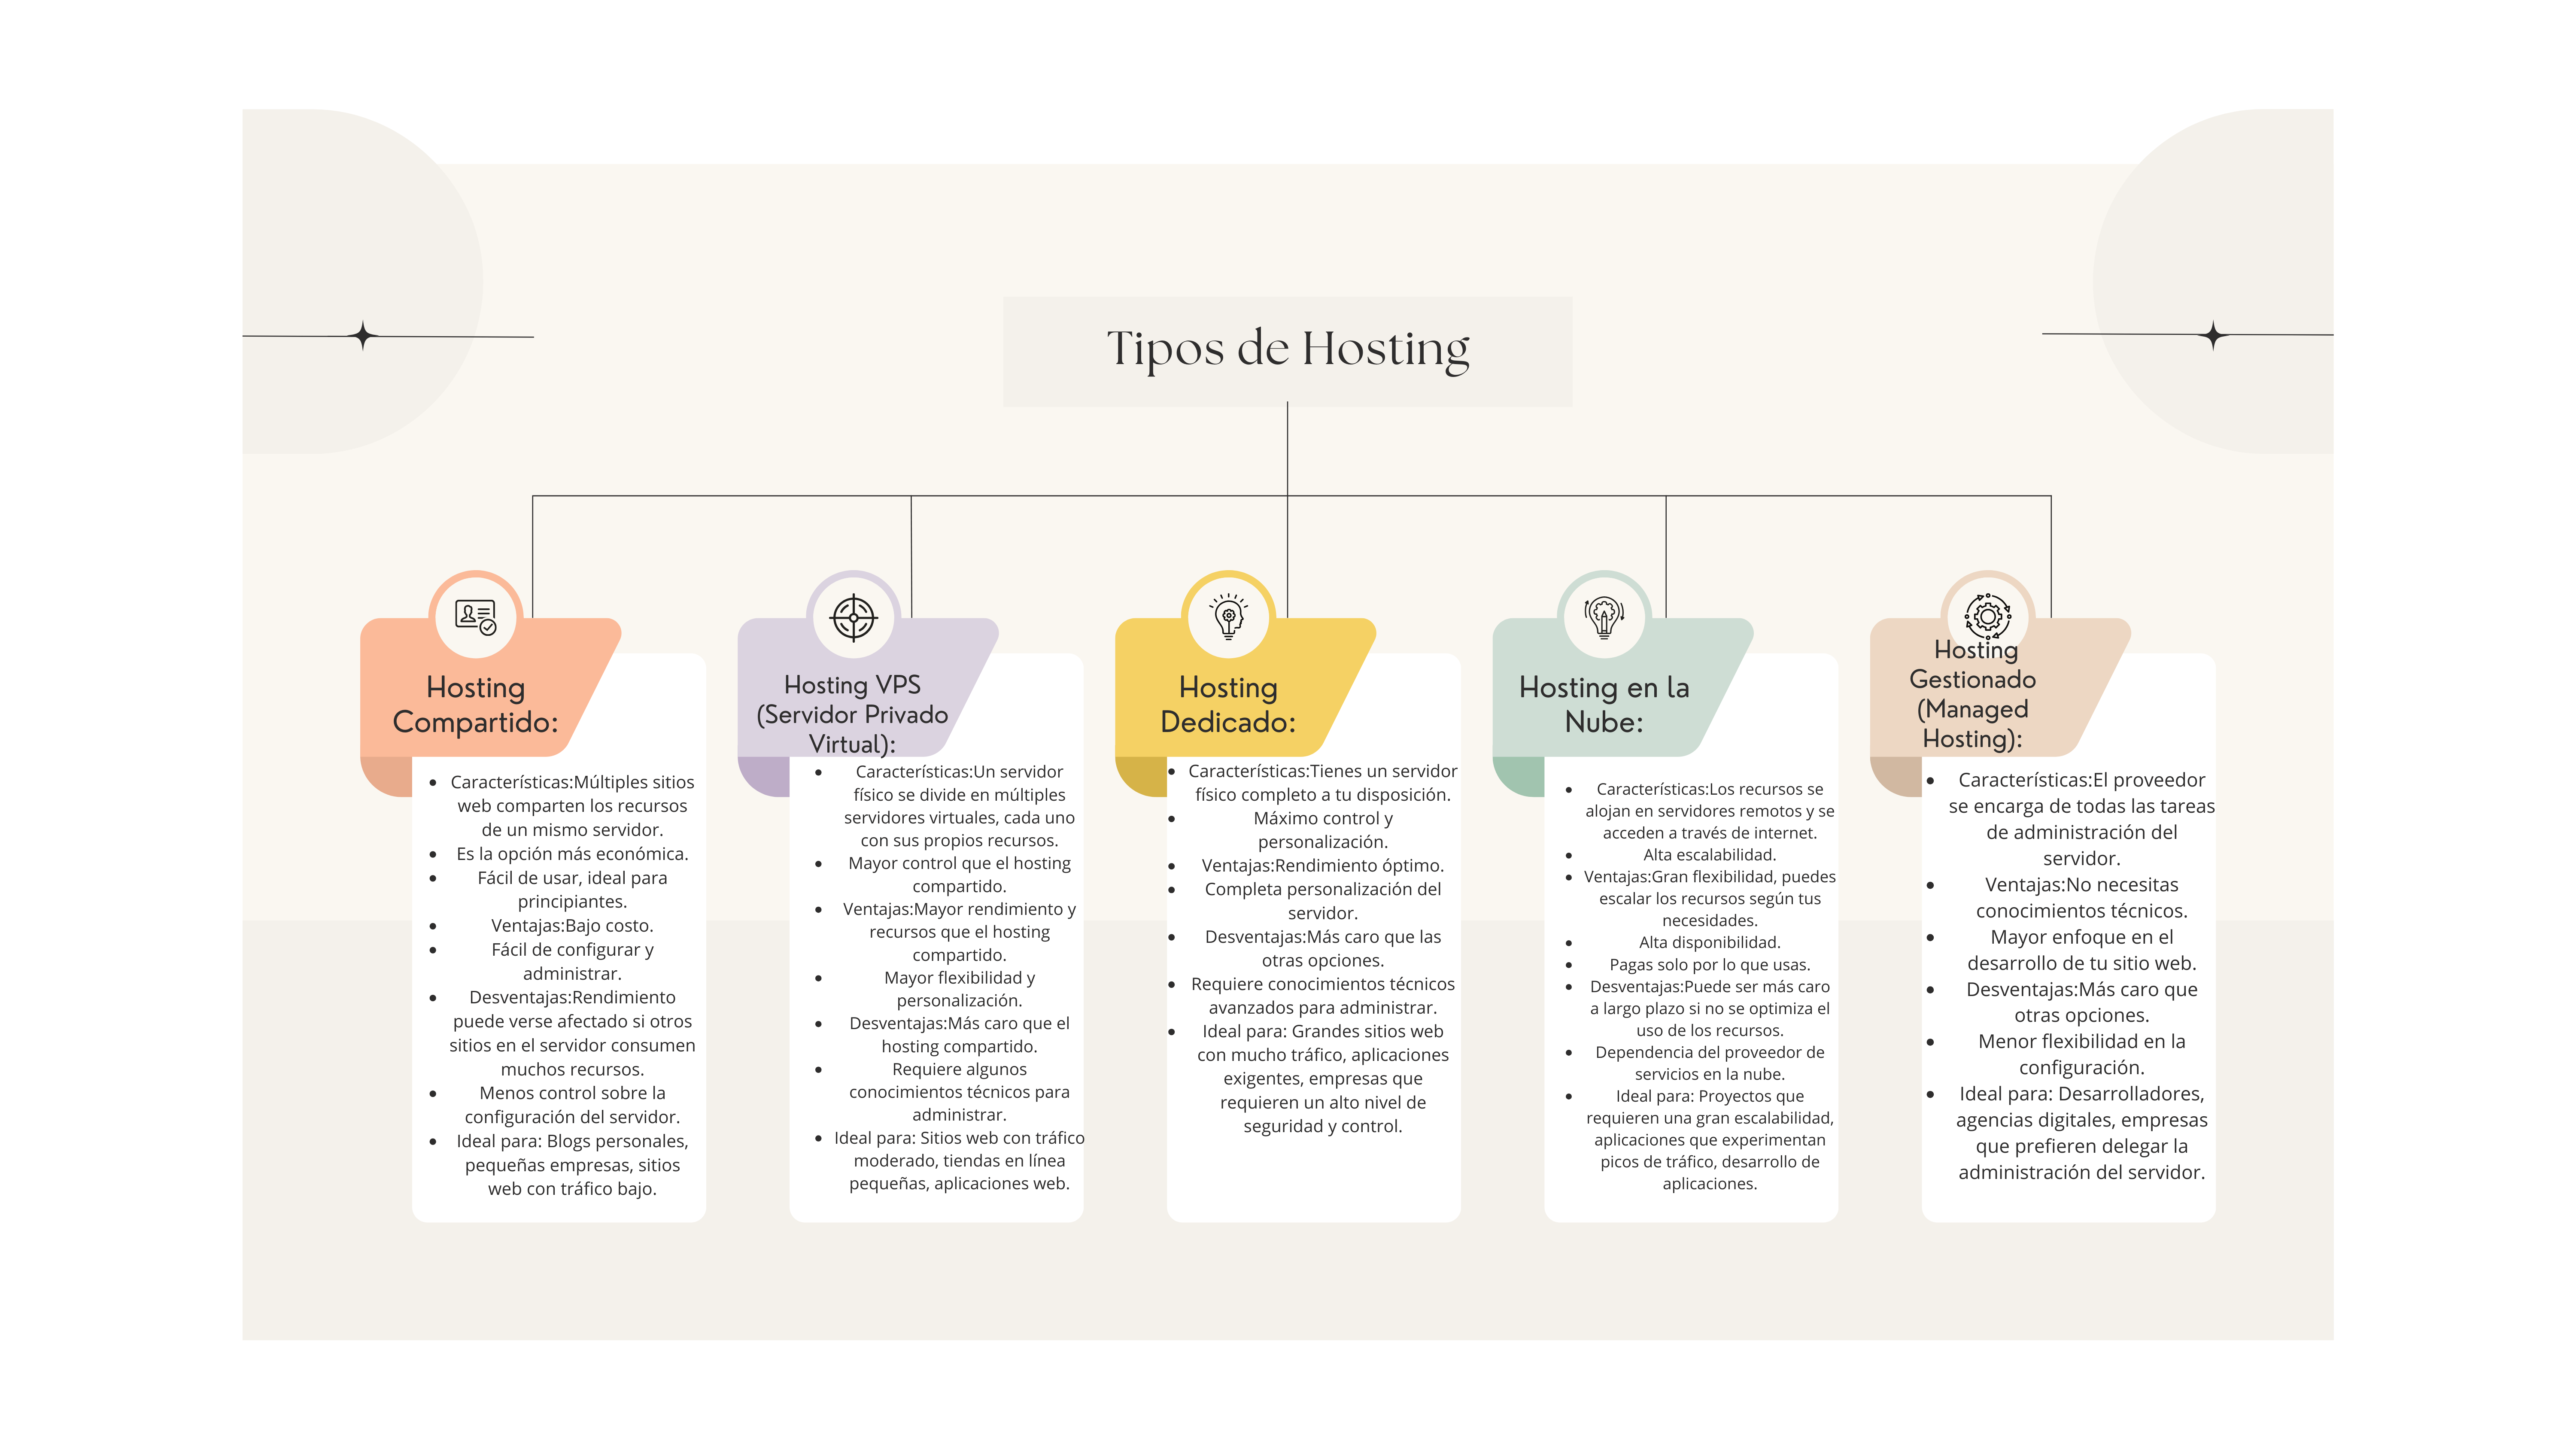 Tipos de Hosting
Hosting
Compartido:
• Características:Múltiples sitios
web comparten los recursos
de un mismo servidor.
• Es la opción más económica.
• Fácil de usar, ideal para
principiantes.
• Ventajas:Bajo costo.
• Fácil de configurar y
administrar.
• Desventajas:Rendimiento
puede verse afectado si otros
sitios en el servidor consumen
muchos recursos.
• Menos control sobre la
configuración del servidor.
• Ideal para: Blogs personales,
pequeñas empresas, sitios
web con tráfico bajo.
Hosting VPS
(Servidor Privado
Virtual):
• Características:Un servidor
físico se divide en múltiples
servidores virtuales, cada uno
con sus propios recursos.
• Mayor control que el hosting
compartido.
• Ventajas:Mayor rendimiento y
recursos que el hosting
compartido.
• Mayor flexibilidad y
personalización.
• Desventajas:Más caro que el
hosting compartido.
• Requiere algunos
conocimientos técnicos para
administrar.
• Ideal para: Sitios web con tráfico
moderado, tiendas en línea
pequeñas, aplicaciones web.
Hosting
Dedicado:
• Características:Tienes un servidor
físico completo a tu disposición.
• Máximo control y
personalización.
• Ventajas:Rendimiento óptimo.
• Completa personalización del
servidor.
• Desventajas:Más caro que las
otras opciones.
• Requiere conocimientos técnicos
avanzados para administrar.
• Ideal para: Grandes sitios web
con mucho tráfico, aplicaciones
exigentes, empresas que
requieren un alto nivel de
seguridad y control.
Hosting en la
Nube:
• Características:Los recursos se
alojan en servidores remotos y se
acceden a través de internet.
• Alta escalabilidad.
• Ventajas:Gran flexibilidad, puedes
escalar los recursos según tus
necesidades.
• Alta disponibilidad.
• Pagas solo por lo que usas.
• Desventajas:Puede ser más caro
a largo plazo si no se optimiza el
uso de los recursos.
• Dependencia del proveedor de
servicios en la nube.
• Ideal para: Proyectos que
requieren una gran escalabilidad,
aplicaciones que experimentan
picos de tráfico, desarrollo de
aplicaciones.
Hosting
Gestionado
(Managed
Hosting):
• Características:El proveedor
se encarga de todas las tareas
de administración del
servidor.
• Ventajas:No necesitas
conocimientos técnicos.
• Mayor enfoque en el
desarrollo de tu sitio web.
• Desventajas:Más caro que
otras opciones.
• Menor flexibilidad en la
configuración.
• Ideal para: Desarrolladores,
agencias digitales, empresas
que prefieren delegar la
administración del servidor.